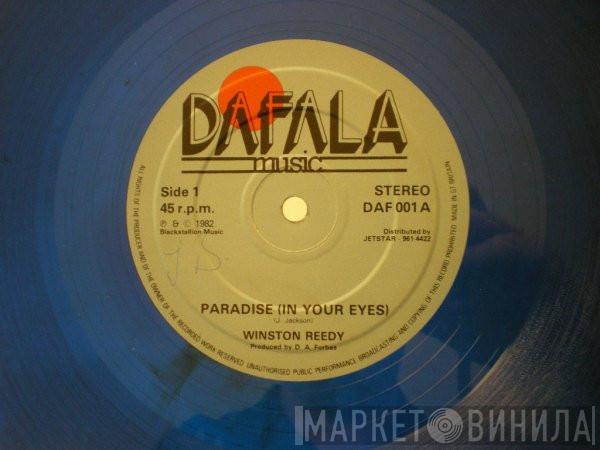 DAFALA
music
Side 1
45 r.p.m.
℗ & © 1982
Blackstallion Music
STEREO
DAF 001 A
Distributed by
JETSTAR - 961-4422
J.D.
PARADISE (IN YOUR EYES)
(J. Jackson)
WINSTON REEDY
Produced by D. A. Forbes
ALL RIGHTS OF THE PRODUCER AND OF THE OWNER OF THE RECORDED WORK RESERVED UNAUTHORISED PUBLIC PERFORMANCE BROADCASTING AND COPYING OF THIS RECORD PROHIBITED MADE IN GT BRITAIN
МАРКЕТ ВИНИЛА